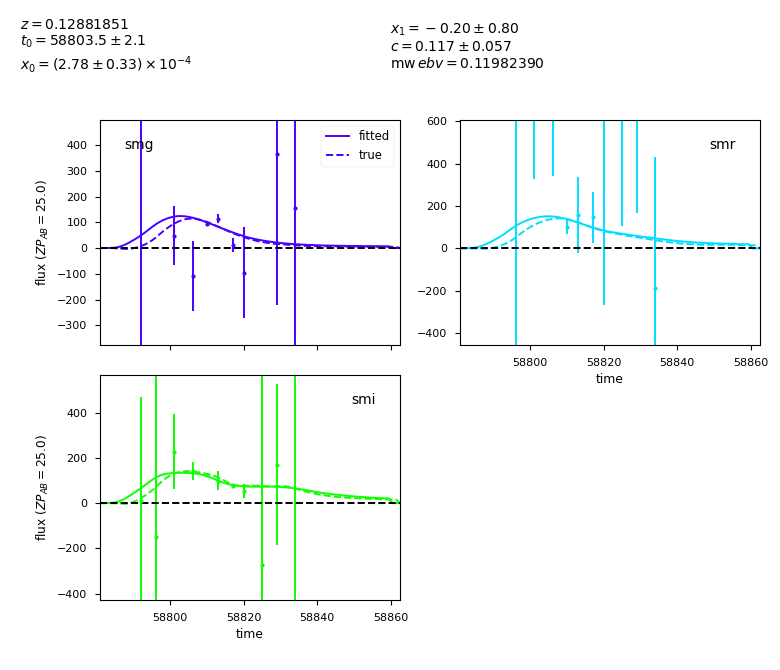 z = 0.12881851
t₀ = 58803.5 ± 2.1
x₀ = (2.78 ± 0.33) × 10⁻⁴
x₁ = −0.20 ± 0.80
c = 0.117 ± 0.057
mw ebv = 0.11982390
smg
fitted
true
400
300
200
100
0
−100
−200
−300
flux (ZP_AB = 25.0)
smr
600
400
200
0
−200
−400
58800 58820 58840 58860
time
smi
400
200
0
−200
−400
flux (ZP_AB = 25.0)
58800 58820 58840 58860
time